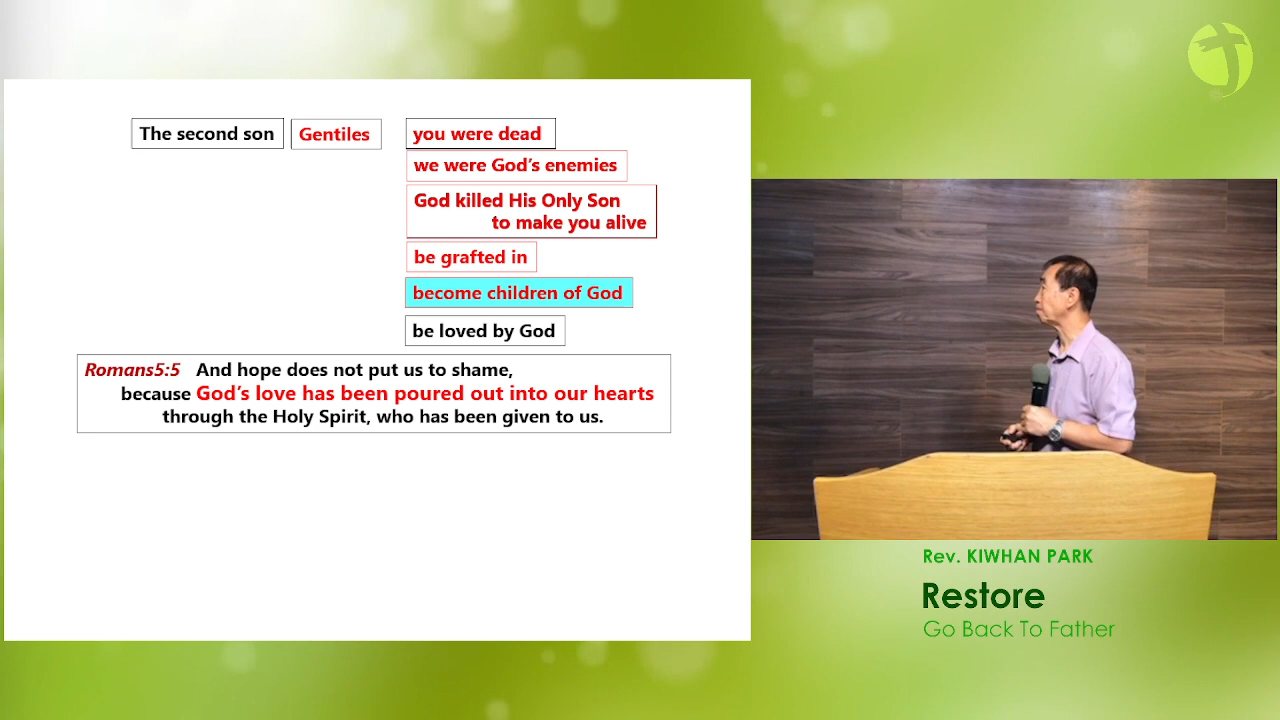 The second son Gentiles you were dead
we were God's enemies
God killed His Only Son
to make you alive
be grafted in
become children of God
be loved by God
Romans5:5 And hope does not put us to shame,
because God's love has been poured out into our hearts
through the Holy Spirit, who has been given to us.
Rev. KIWHAN PARK
Restore
Go Back To Father